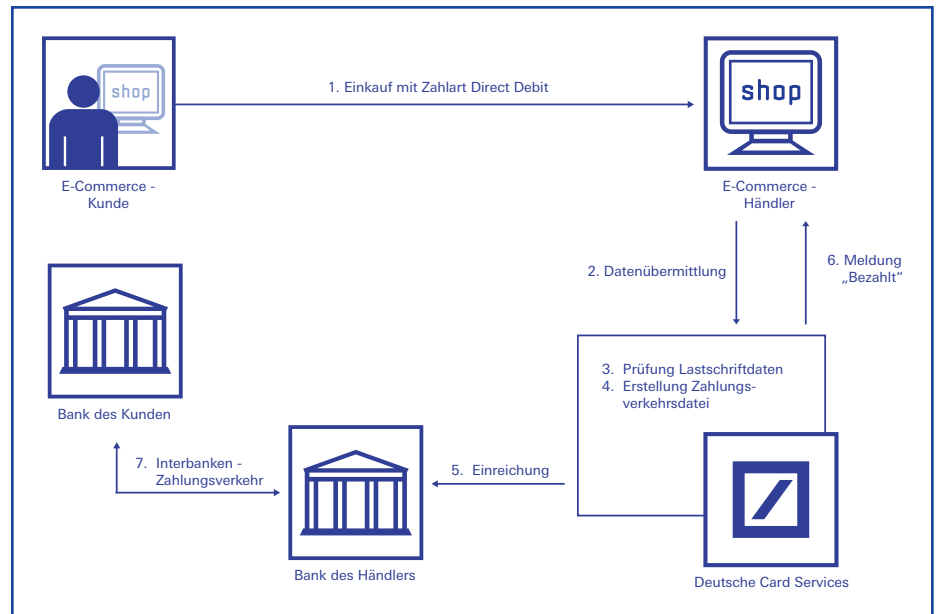 shop
1. Einkauf mit Zahlart Direct Debit
shop
E-Commerce -
Kunde
E-Commerce -
Händler
2. Datenübermittlung
6. Meldung
„Bezahlt“
3. Prüfung Lastschriftdaten
4. Erstellung Zahlungs-
verkehrsdatei
Bank des Kunden
7. Interbanken -
Zahlungsverkehr
5. Einreichung
Bank des Händlers
Deutsche Card Services